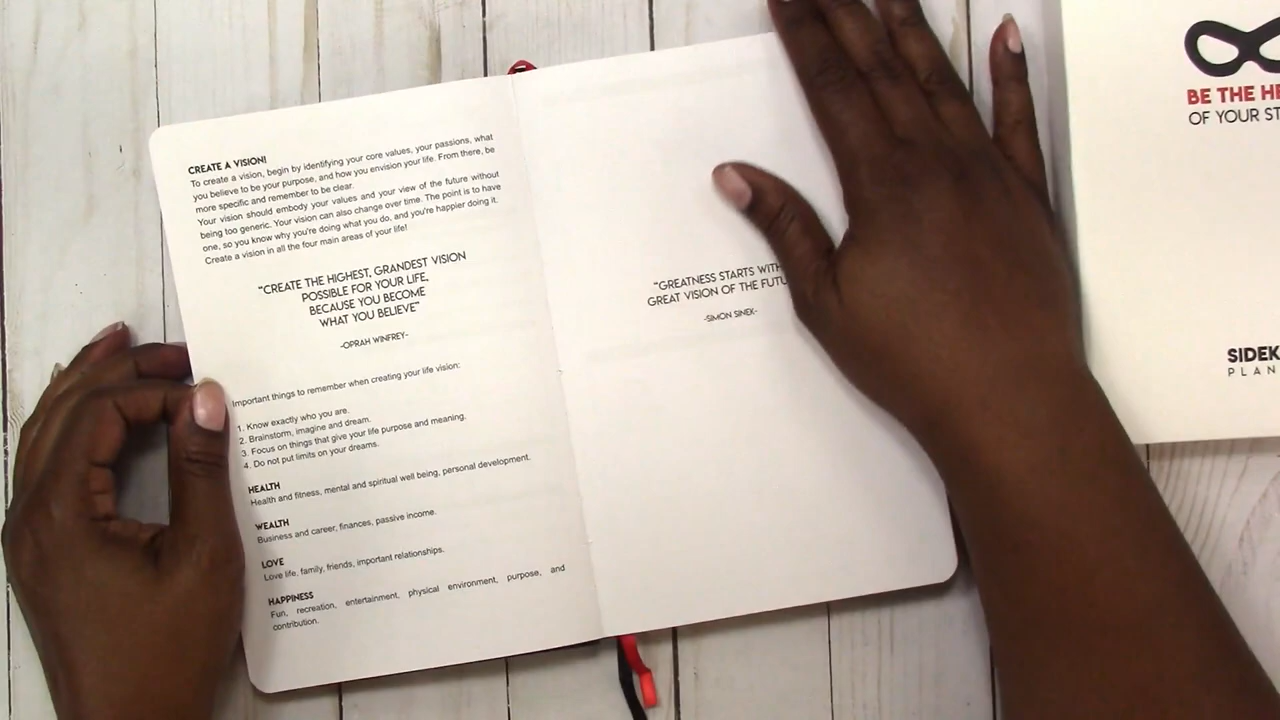 CREATE A VISION!
To create a vision, begin by identifying your core values, your passions, what
you believe to be your purpose, and how you envision your life. From there, be
more specific and remember to be clear.
Your vision should embody your values and your view of the future without
being too generic. Your vision can also change over time. The point is to have
one, so you know why you're doing what you do, and you're happier doing it.
Create a vision in all the four main areas of your life!
“CREATE THE HIGHEST, GRANDEST VISION
POSSIBLE FOR YOUR LIFE,
BECAUSE YOU BECOME
WHAT YOU BELIEVE”
-OPRAH WINFREY-
Important things to remember when creating your life vision:
1. Know exactly who you are.
2. Brainstorm, imagine and dream.
3. Focus on things that give your life purpose and meaning.
4. Do not put limits on your dreams.
HEALTH
Health and fitness, mental and spiritual well being, personal development.
WEALTH
Business and career, finances, passive income.
LOVE
Love life, family, friends, important relationships.
HAPPINESS
Fun, recreation, entertainment, physical environment, purpose, and
contribution.
“GREATNESS STARTS WITH
GREAT VISION OF THE FUTU
-SIMON SINEK-
BE THE HE
OF YOUR ST
SIDEK
PLAN